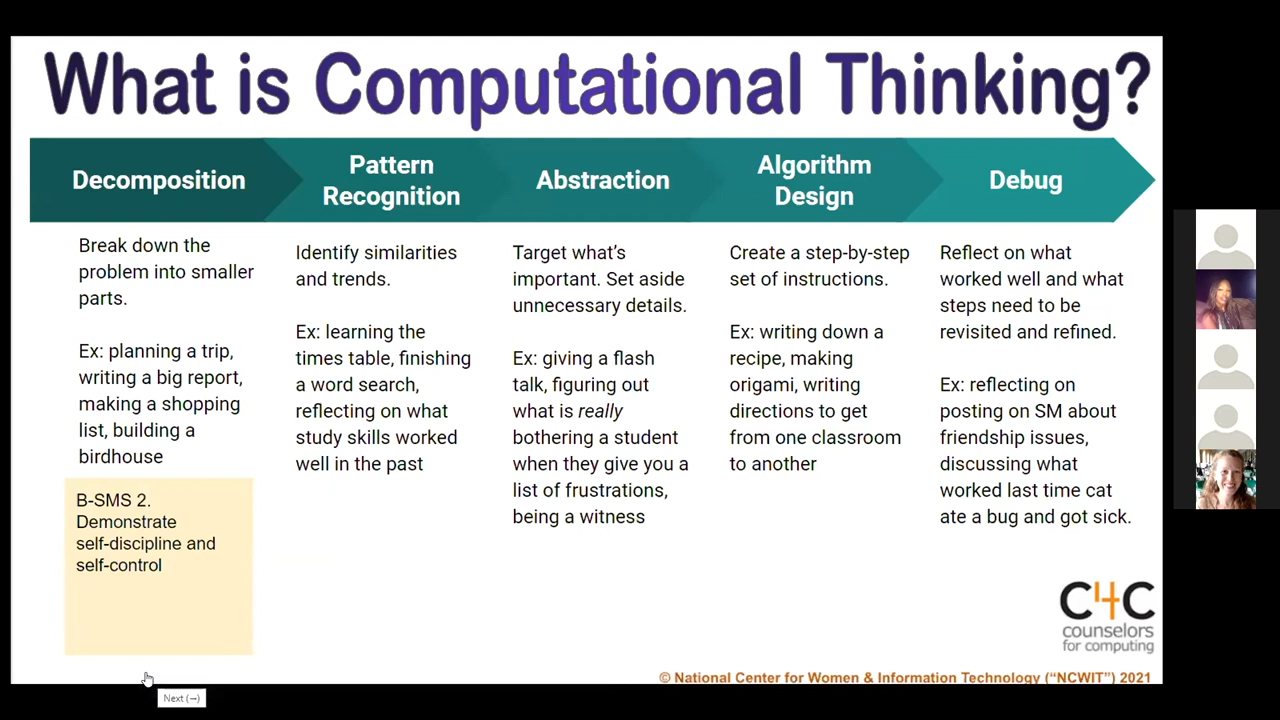 What is Computational Thinking?
Decomposition
Break down the
problem into smaller
parts.
Ex: planning a trip,
writing a big report,
making a shopping
list, building a
birdhouse
B-SMS 2.
Demonstrate
self-discipline and
self-control
Pattern
Recognition
Identify similarities
and trends.
Ex: learning the
times table, finishing
a word search,
reflecting on what
study skills worked
well in the past
Abstraction
Target what's
important. Set aside
unnecessary details.
Ex: giving a flash
talk, figuring out
what is really
bothering a student
when they give you a
list of frustrations,
being a witness
Algorithm
Design
Create a step-by-step
set of instructions.
Ex: writing down a
recipe, making
origami, writing
directions to get
from one classroom
to another
Debug
Reflect on what
worked well and what
steps need to be
revisited and refined.
Ex: reflecting on
posting on SM about
friendship issues,
discussing what
worked last time cat
ate a bug and got sick.
C4C
counselors
for computing
© National Center for Women & Information Technology ("NCWIT") 2021
Next (→)